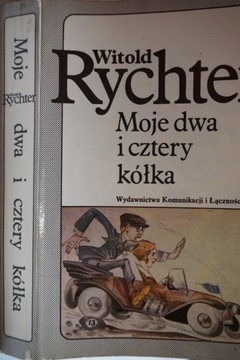 Moje Rychter dwa i cztery kółka
Witold
Rychter
Moje dwa
i cztery
kółka
Wydawnictwa Komunikacji i Łączności